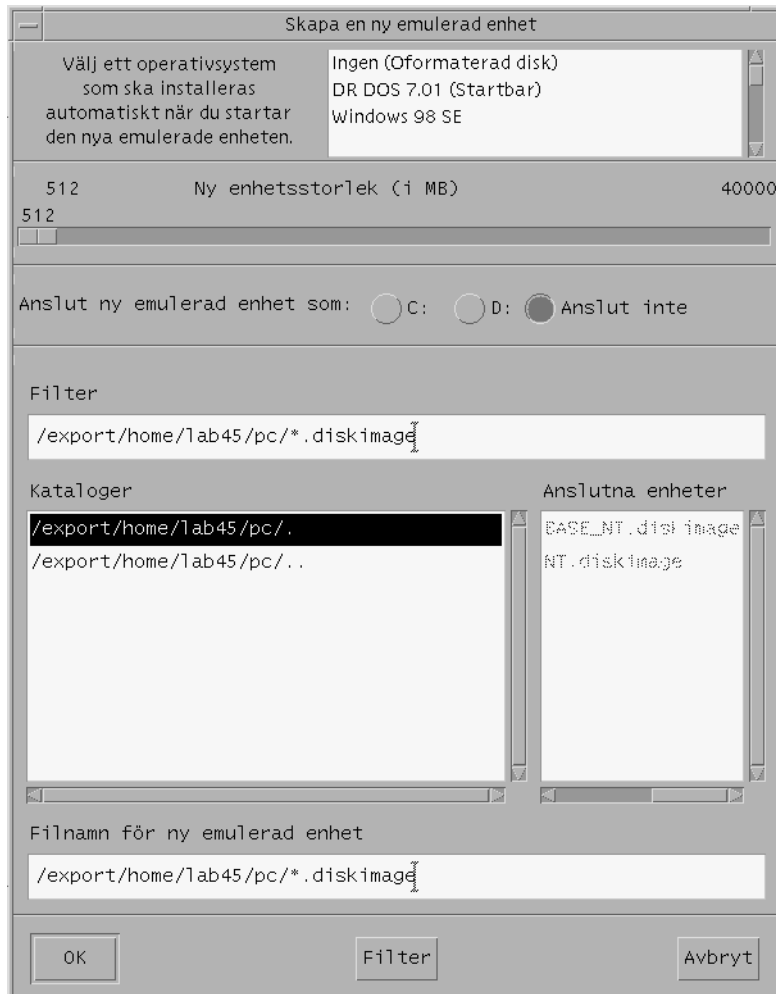 Skapa en ny emulerad enhet
Välj ett operativsystem
som ska installeras
automatiskt när du startar
den nya emulerade enheten.
Ingen (Oformaterad disk)
DR DOS 7.01 (Startbar)
Windows 98 SE
512 Ny enhetsstorlek (i MB) 40000
512
Anslut ny emulerad enhet som: C: D: Anslut inte
Filter
/export/home/lab45/pc/*.diskimage
Kataloger
/export/home/lab45/pc/.
/export/home/lab45/pc/..
Anslutna enheter
BASE_NT.diskimage
NT.diskimage
Filnamn för ny emulerad enhet
/export/home/lab45/pc/*.diskimage
OK Filter Avbryt